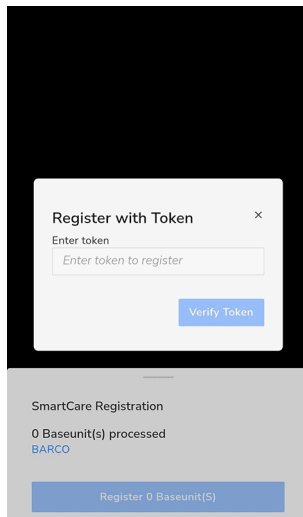 Register with Token
×
Enter token
Enter token to register
Verify Token
SmartCare Registration
0 Baseunit(s) processed
BARCO
Register 0 Baseunit(S)